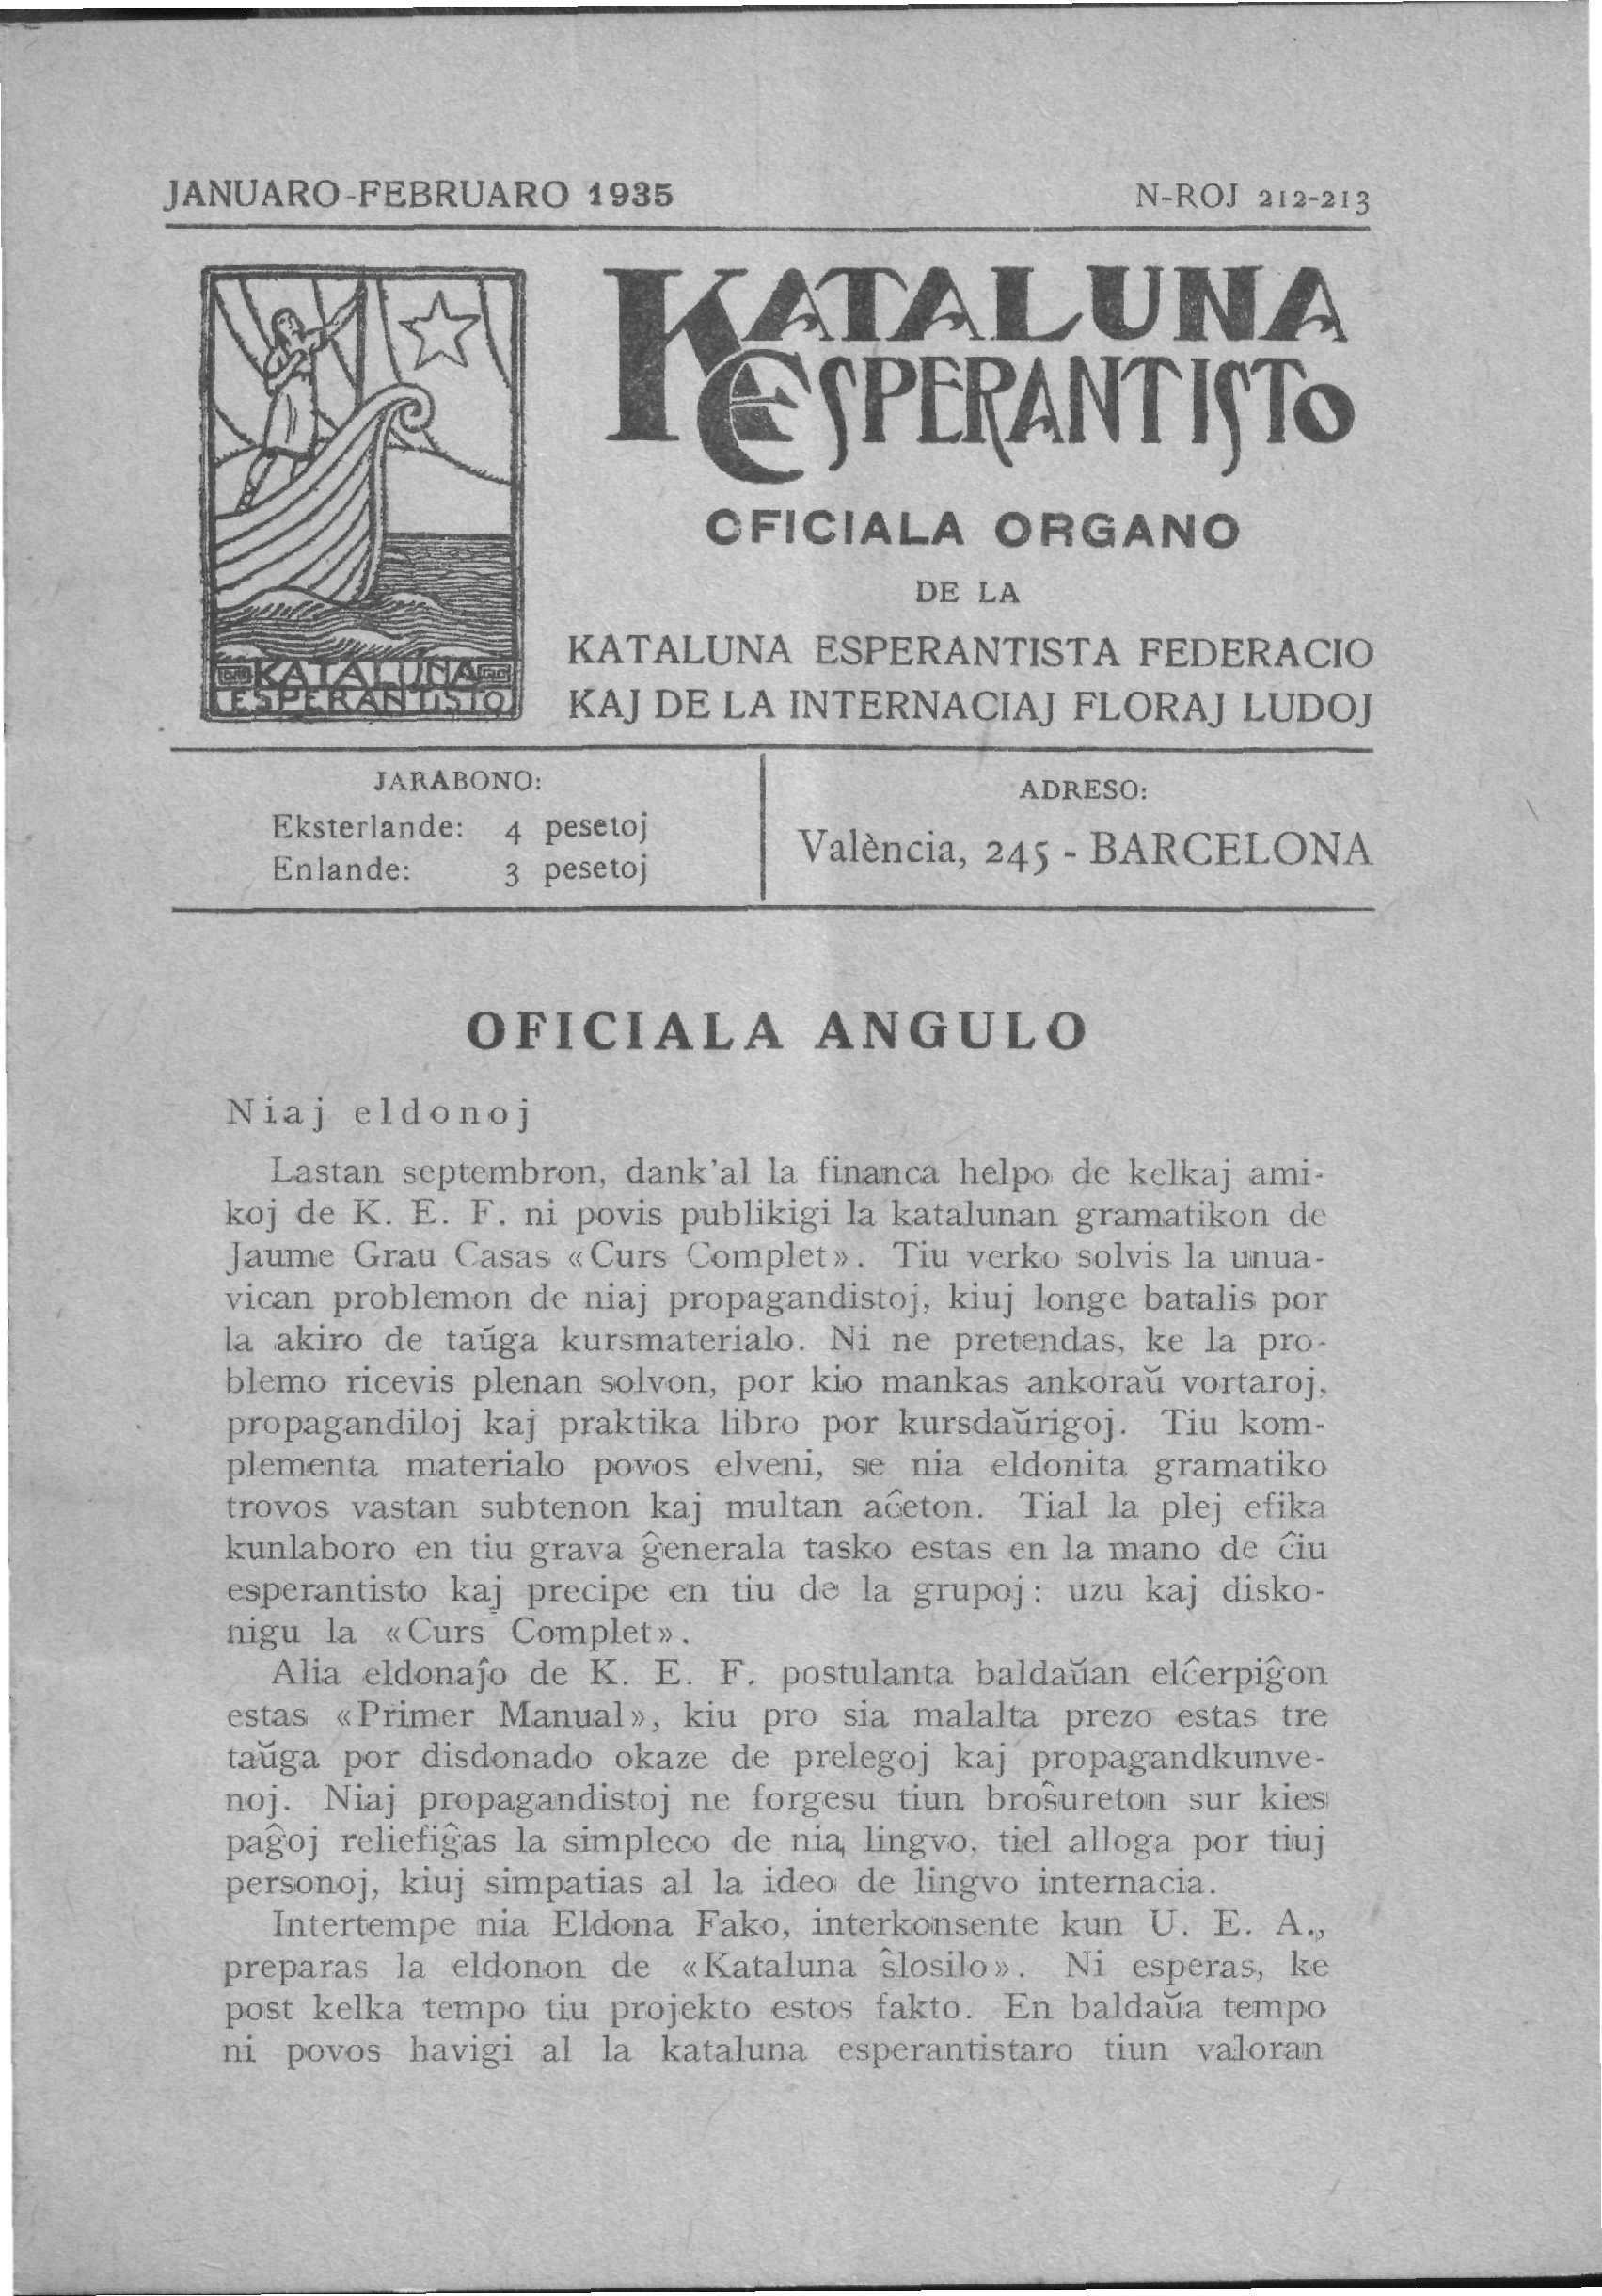 JANUARO-FEBRUARO 1935
N-ROJ 212-213
KATALUNA
ESPERANTISTO
KATALUNA
ESPERANTISTO
OFICIALA ORGANO
DE LA
KATALUNA ESPERANTISTA FEDERACIO
KAJ DE LA INTERNACIAJ FLORAJ LUDOJ
JARABONO:
Eksterlande: 4 pesetoj
Enlande: 3 pesetoj
ADRESO:
València, 245 - BARCELONA
OFICIALA ANGULO
Niaj eldonoj
Lastan septembron, dank'al la financa helpo de kelkaj ami-
koj de K. E. F. ni povis publikigi la katalunan gramatikon de
Jaume Grau Casas «Curs Complet». Tiu verko solvis la unua-
vican problemon de niaj propagandistoj, kiuj longe batalis por
la akiro de taŭga kursmaterialo. Ni ne pretendas, ke la pro-
blemo ricevis plenan solvon, por kio mankas ankoraŭ vortaroj,
propagandiloj kaj praktika libro por kursdaŭrigoj. Tiu kom-
plementa materialo povos elveni, se nia eldonita gramatiko
trovos vastan subtenon kaj multan aĉeton. Tial la plej efika
kunlaboro en tiu grava ĝenerala tasko estas en la mano de ĉiu
esperantisto kaj precipe en tiu de la grupoj: uzu kaj disko-
nigu la «Curs Complet».
Alia eldonaĵo de K. E. F. postulanta baldaŭan elĉerpiĝon
estas «Primer Manual», kiu pro sia malalta prezo estas tre
taŭga por disdonado okaze de prelegoj kaj propagandkunve-
noj. Niaj propagandistoj ne forgesu tiun broŝureton sur kies
paĝoj reliefiĝas la simpleco de nia lingvo, tiel alloga por tiuj
personoj, kiuj simpatias al la ideo de lingvo internacia.
Intertempe nia Eldona Fako, interkonsente kun U. E. A.,
preparas la eldonon de «Kataluna ŝlosilo». Ni esperas, ke
post kelka tempo tiu projekto estos fakto. En baldaŭa tempo
ni povos havigi al la kataluna esperantistaro tiun valoran